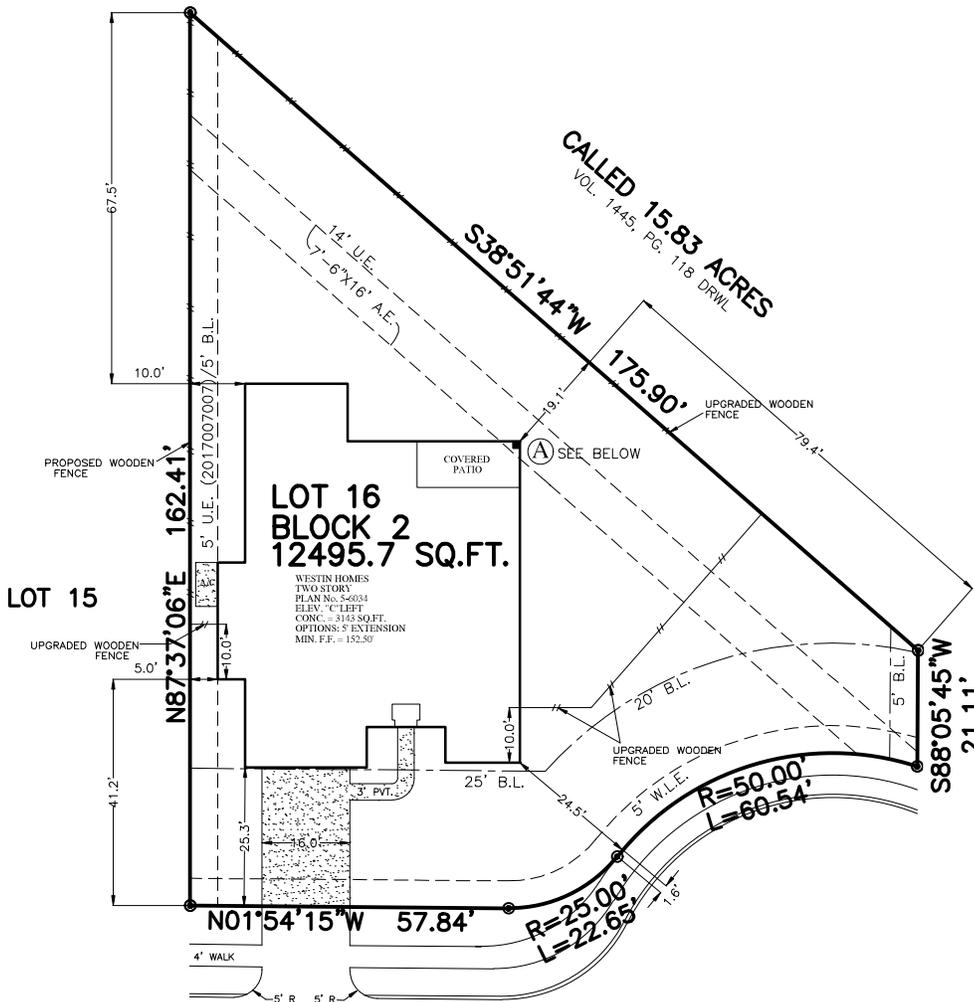 CALLED 15.83 ACRES
VOL. 1445, PG. 118 DRWL
67.5'
14' U.E.
7'-6"X16' A.E.
S38°51'44"W 175.90'
UPGRADED WOODEN
FENCE
79.4'
10.0'
19.1'
5' U.E. (2017007007)/5' B.L.
PROPOSED WOODEN
FENCE
COVERED
PATIO
A SEE BELOW
N87°37'06"E 162.41'
LOT 16
BLOCK 2
12495.7 SQ.FT.
WESTIN HOMES
TWO STORY
PLAN No. 5-6034
ELEV. "C" LEFT
CONC. = 3143 SQ.FT.
OPTIONS: 5' EXTENSION
MIN. F.F. = 152.50'
LOT 15
UPGRADED WOODEN
FENCE
10.0'
5.0'
20' B.L.
5' B.L.
S88°05'45"W
21.11'
10.0'
UPGRADED WOODEN
FENCE
25' B.L.
3' PVT.
24.5'
5' W.L.E.
R=50.00'
L=60.54'
41.2'
25.3'
16.0'
1.6'
N01°54'15"W 57.84'
R=25.00'
L=22.65'
4' WALK
5' R
5' R